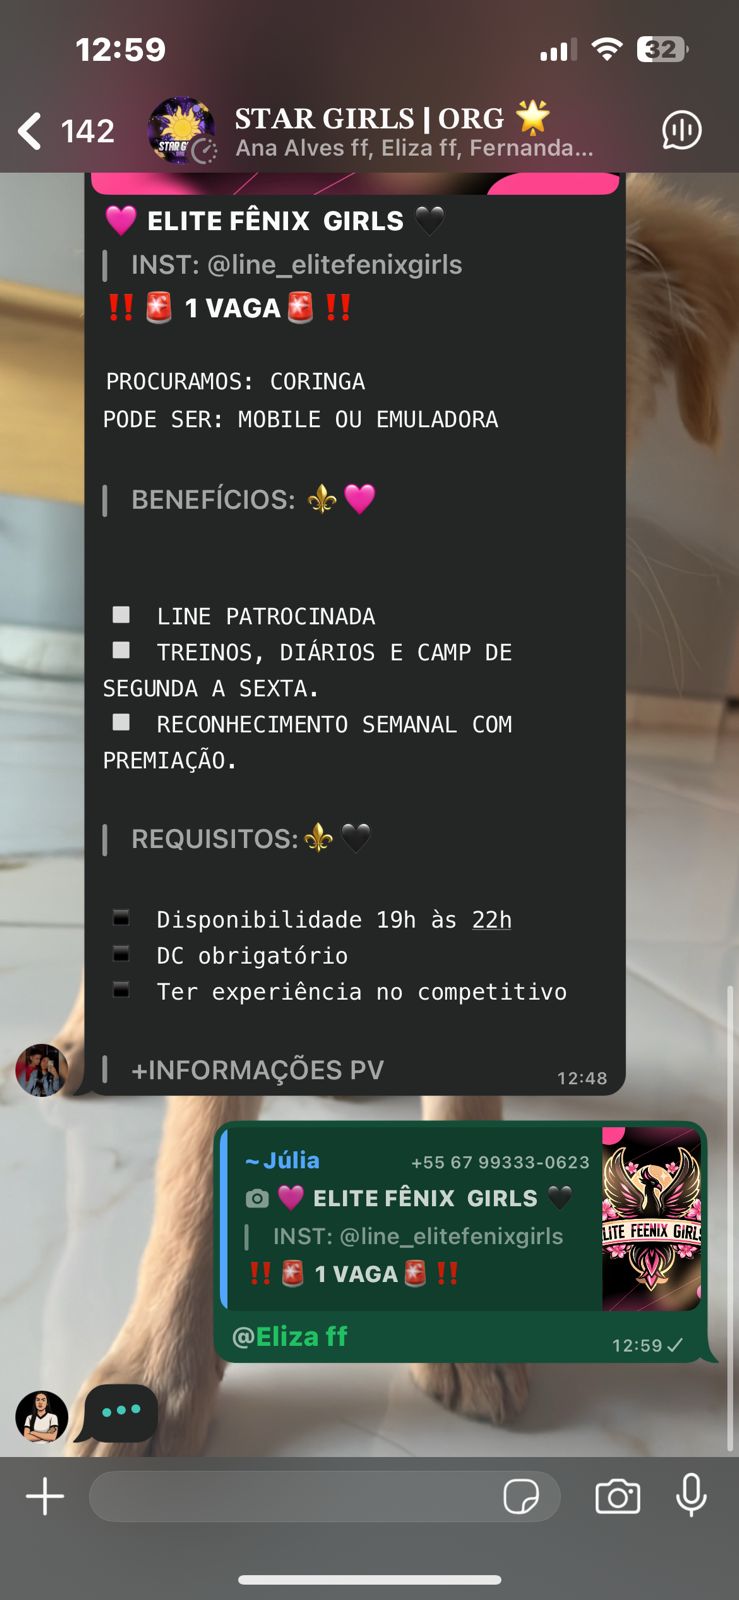 12:59
32
142
STAR GIRLS | ORG 🌟
Ana Alves ff, Eliza ff, Fernanda...
STAR G
🩷 ELITE FÊNIX GIRLS 🖤
INST: @line_elitefenixgirls
‼️🚨 1 VAGA🚨‼️
PROCURAMOS: CORINGA
PODE SER: MOBILE OU EMULADORA
BENEFÍCIOS: ⚜️🩷
◽ LINE PATROCINADA
◽ TREINOS, DIÁRIOS E CAMP DE
SEGUNDA A SEXTA.
◽ RECONHECIMENTO SEMANAL COM
PREMIAÇÃO.
REQUISITOS:⚜️🖤
◾ Disponibilidade 19h às 22h
◾ DC obrigatório
◾ Ter experiência no competitivo
+INFORMAÇÕES PV
12:48
~ Júlia
+55 67 99333-0623
🩷 ELITE FÊNIX GIRLS 🖤
INST: @line_elitefenixgirls
‼️🚨 1 VAGA🚨‼️
LITE FEENIX GIRLS
@Eliza ff
12:59